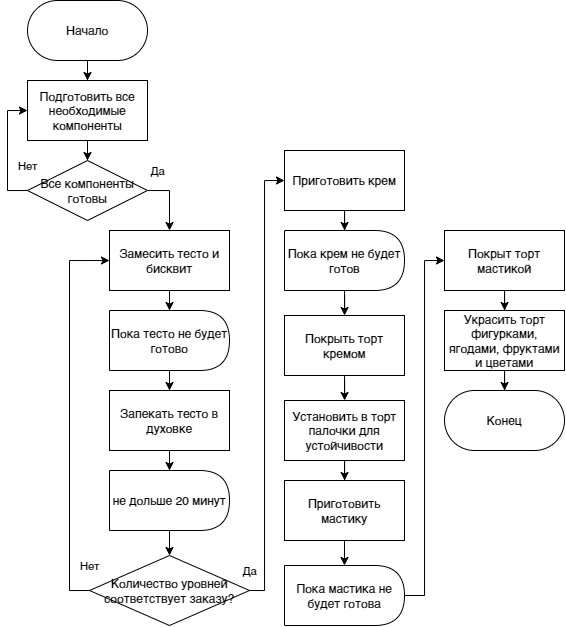 Начало
Подготовить все
необходимые
компоненты
Нет
Все компоненты
готовы
Да
Замесить тесто и
бисквит
Пока тесто не будет
готово
Запекать тесто в
духовке
не дольше 20 минут
Нет
Количество уровней
соответствует заказу?
Да
Приготовить крем
Пока крем не будет
готов
Покрыть торт
кремом
Установить в торт
палочки для
устойчивости
Приготовить
мастику
Пока мастика не
будет готова
Покрыт торт
мастикой
Украсить торт
фигурками,
ягодами, фруктами
и цветами
Конец